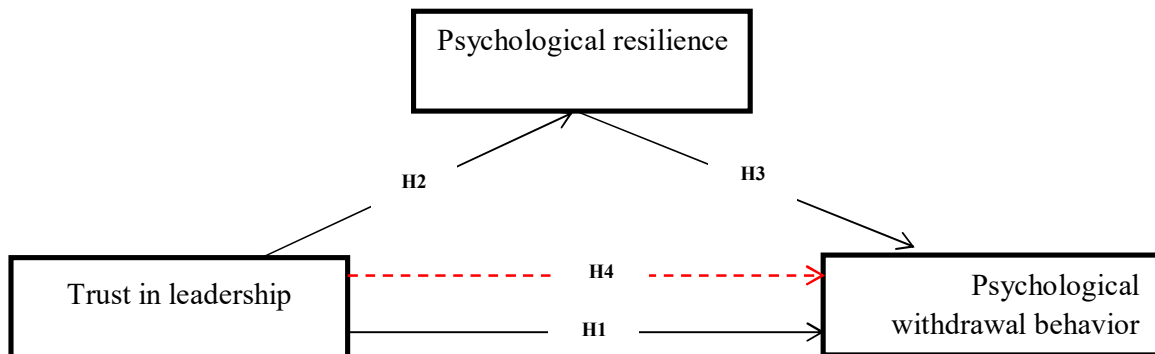 Psychological resilience
H2
H3
H4
Trust in leadership
Psychological
withdrawal behavior
H1